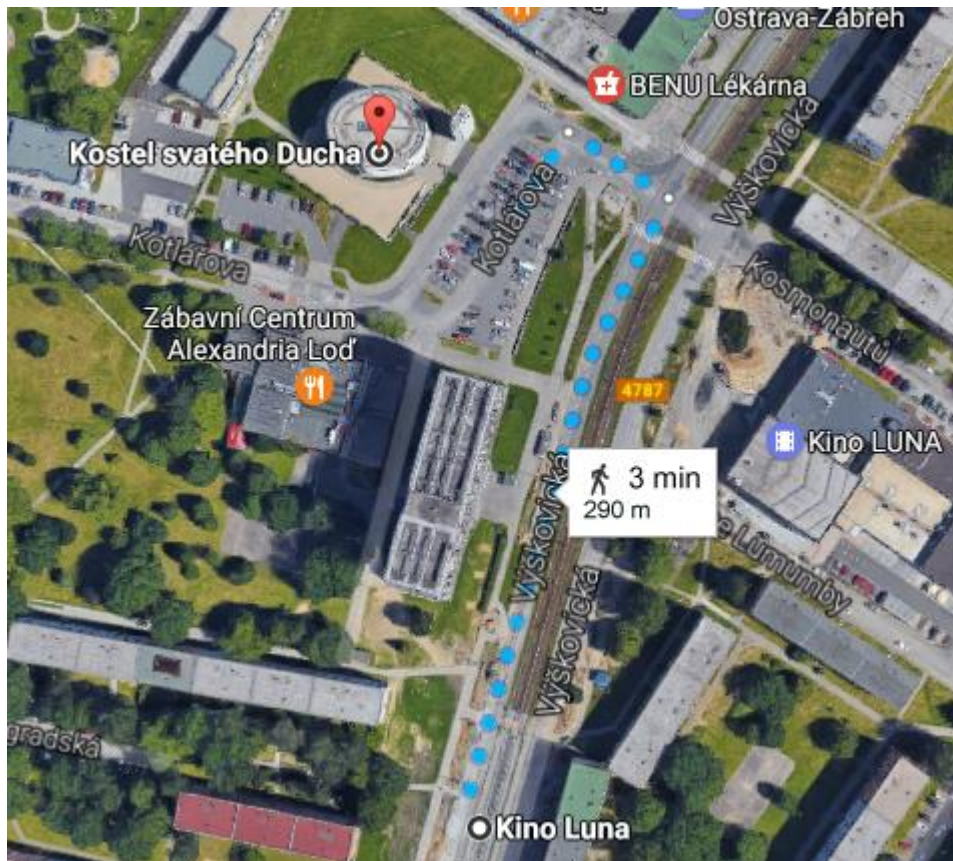 Ostrava-Zábřeh
BENU Lékárna
Výškovická
Kostel svatého Ducha
Kotlářova
Kotlářova
Kosmonautů
Zábavní Centrum
Alexandria Loď
4787
Kino LUNA
3 min
290 m
Výškovická
e Lumumby
Výškovická
gradská
Kino Luna